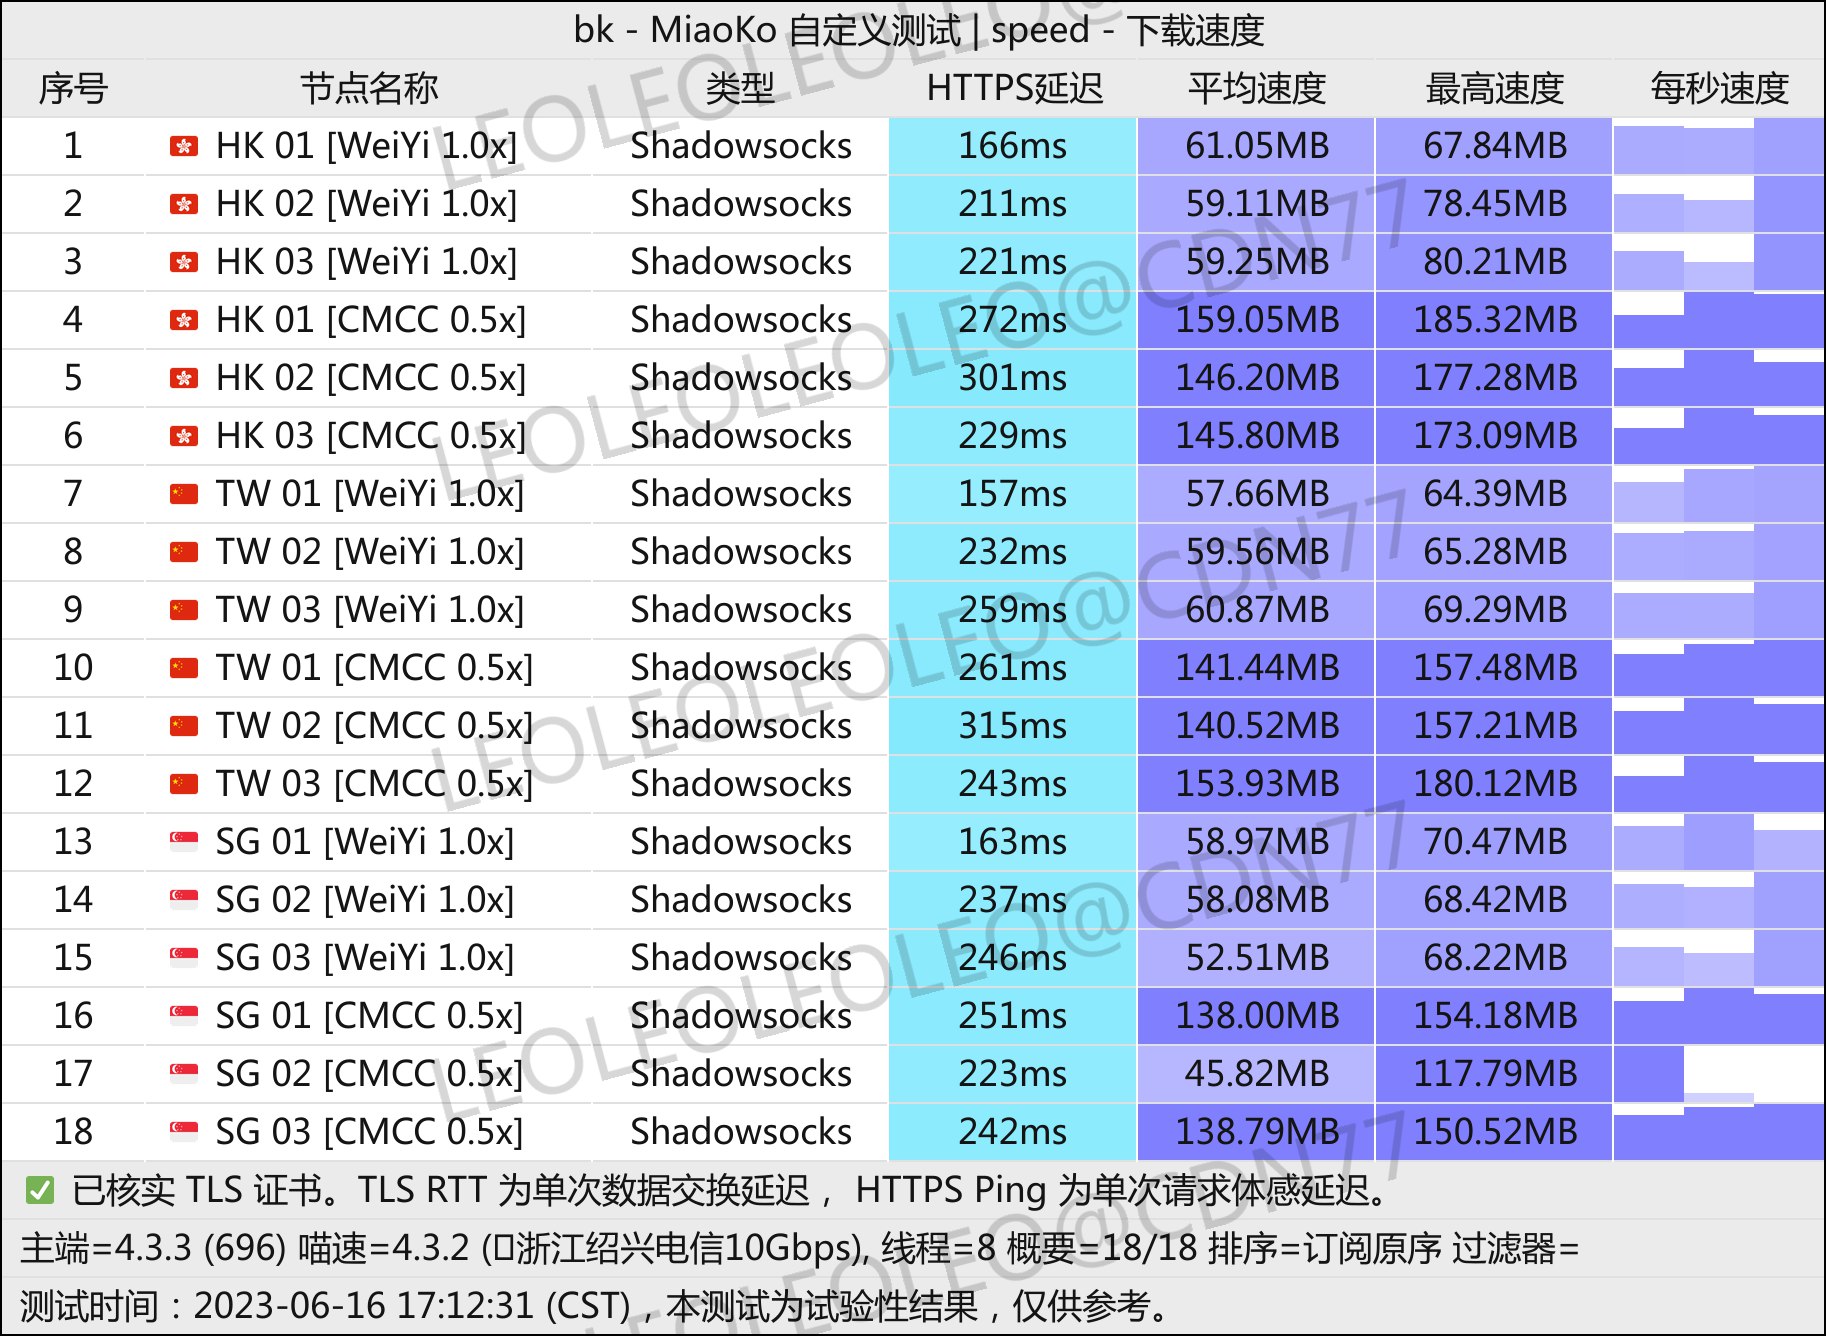 bk - MiaoKo 自定义测试 | speed - 下载速度
序号 节点名称 类型 HTTPS延迟 平均速度 最高速度 每秒速度
1 HK 01 [WeiYi 1.0x] Shadowsocks 166ms 61.05MB 67.84MB
2 HK 02 [WeiYi 1.0x] Shadowsocks 211ms 59.11MB 78.45MB
3 HK 03 [WeiYi 1.0x] Shadowsocks 221ms 59.25MB 80.21MB
4 HK 01 [CMCC 0.5x] Shadowsocks 272ms 159.05MB 185.32MB
5 HK 02 [CMCC 0.5x] Shadowsocks 301ms 146.20MB 177.28MB
6 HK 03 [CMCC 0.5x] Shadowsocks 229ms 145.80MB 173.09MB
7 TW 01 [WeiYi 1.0x] Shadowsocks 157ms 57.66MB 64.39MB
8 TW 02 [WeiYi 1.0x] Shadowsocks 232ms 59.56MB 65.28MB
9 TW 03 [WeiYi 1.0x] Shadowsocks 259ms 60.87MB 69.29MB
10 TW 01 [CMCC 0.5x] Shadowsocks 261ms 141.44MB 157.48MB
11 TW 02 [CMCC 0.5x] Shadowsocks 315ms 140.52MB 157.21MB
12 TW 03 [CMCC 0.5x] Shadowsocks 243ms 153.93MB 180.12MB
13 SG 01 [WeiYi 1.0x] Shadowsocks 163ms 58.97MB 70.47MB
14 SG 02 [WeiYi 1.0x] Shadowsocks 237ms 58.08MB 68.42MB
15 SG 03 [WeiYi 1.0x] Shadowsocks 246ms 52.51MB 68.22MB
16 SG 01 [CMCC 0.5x] Shadowsocks 251ms 138.00MB 154.18MB
17 SG 02 [CMCC 0.5x] Shadowsocks 223ms 45.82MB 117.79MB
18 SG 03 [CMCC 0.5x] Shadowsocks 242ms 138.79MB 150.52MB
✅ 已核实 TLS 证书。TLS RTT 为单次数据交换延迟，HTTPS Ping 为单次请求体感延迟。
主端=4.3.3 (696) 喵速=4.3.2 (浙江绍兴电信10Gbps), 线程=8 概要=18/18 排序=订阅原序 过滤器=
测试时间：2023-06-16 17:12:31 (CST)，本测试为试验性结果，仅供参考。
LEOLEOLEOLEO@CDN77
LEOLEOLEOLEO@CDN77
LEOLEOLEOLEO@CDN77
LEOLEOLEOLEO@CDN77
LEOLEOLEOLEO@CDN77